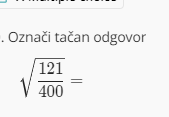 . Označi tačan odgovor
√121/400 =